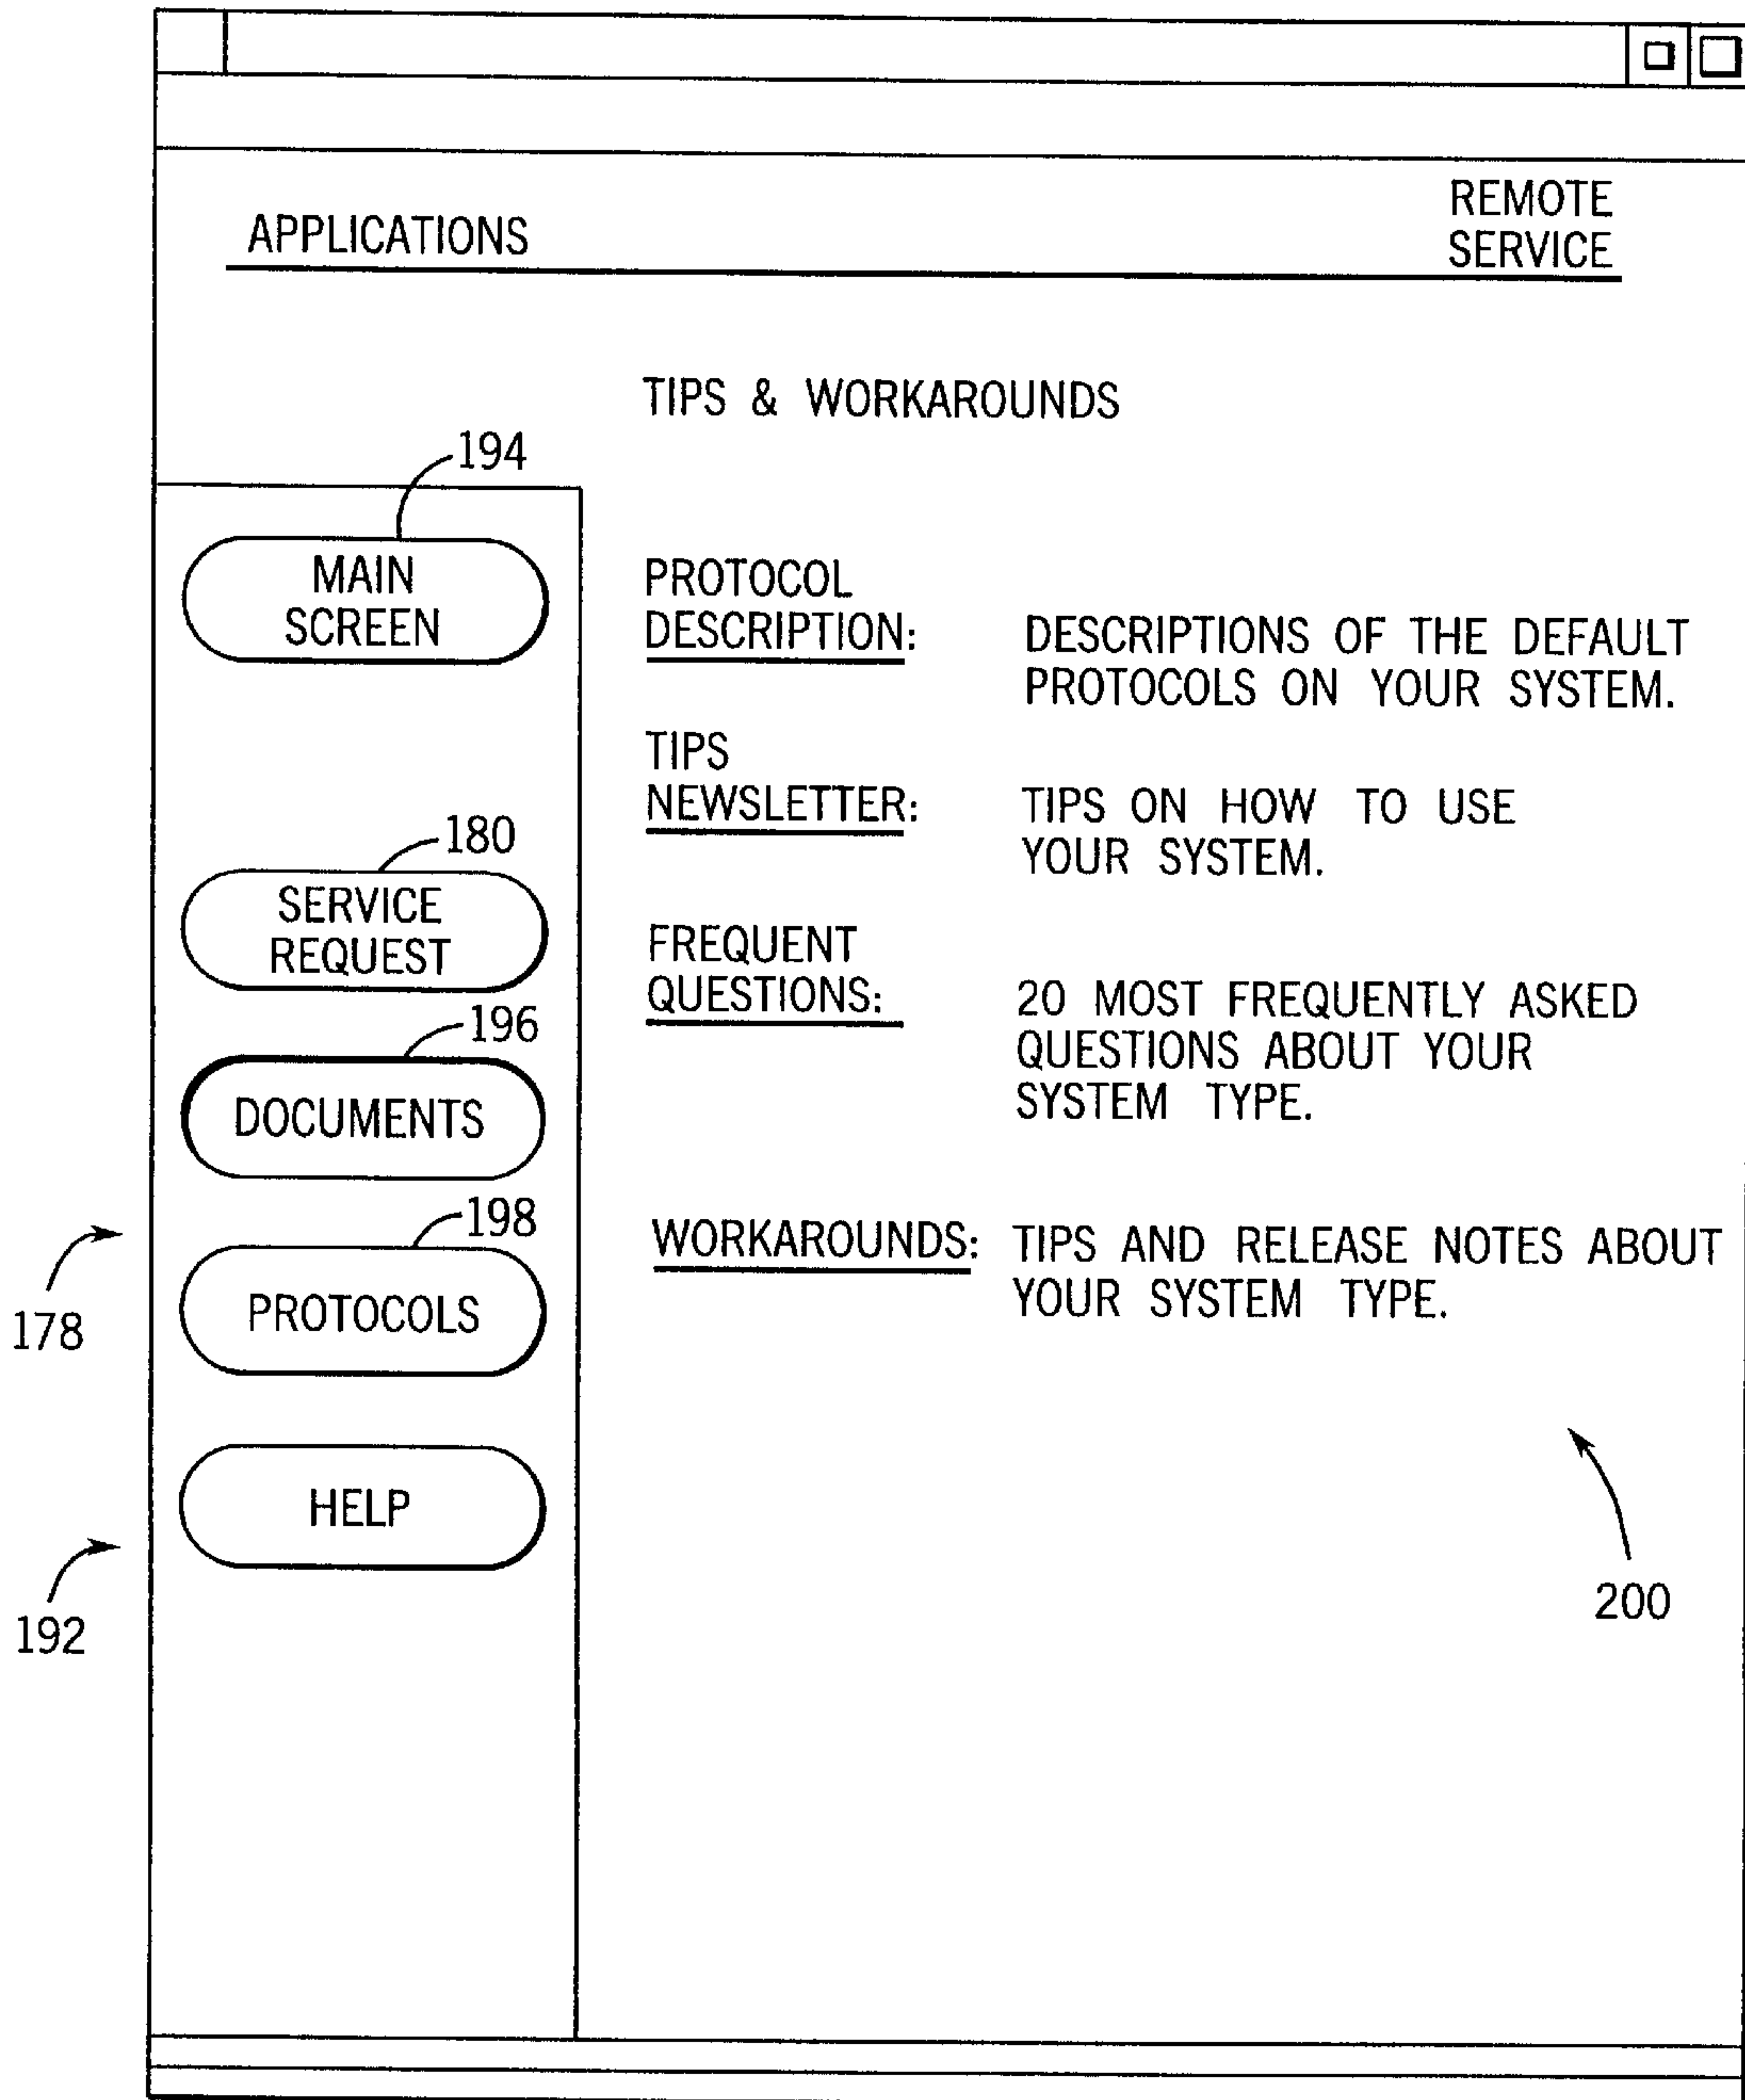 APPLICATIONS
REMOTE
SERVICE
TIPS & WORKAROUNDS
194
MAIN
SCREEN
180
SERVICE
REQUEST
196
DOCUMENTS
198
PROTOCOLS
HELP
178
192
PROTOCOL
DESCRIPTION:
DESCRIPTIONS OF THE DEFAULT
PROTOCOLS ON YOUR SYSTEM.
TIPS
NEWSLETTER:
TIPS ON HOW TO USE
YOUR SYSTEM.
FREQUENT
QUESTIONS:
20 MOST FREQUENTLY ASKED
QUESTIONS ABOUT YOUR
SYSTEM TYPE.
WORKAROUNDS:
TIPS AND RELEASE NOTES ABOUT
YOUR SYSTEM TYPE.
200